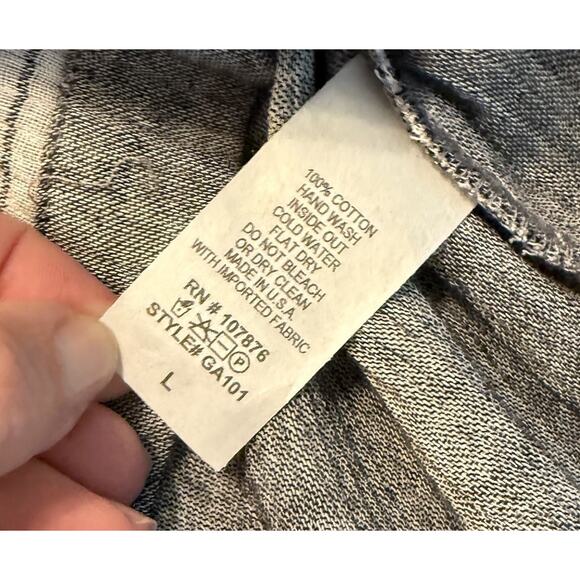 100% COTTON
HAND WASH
INSIDE OUT
COLD WATER
FLAT DRY
DO NOT BLEACH
OR DRY CLEAN
MADE IN U.S.A.
WITH IMPORTED FABRIC
RN # 107876
P
STYLE# GA101
L